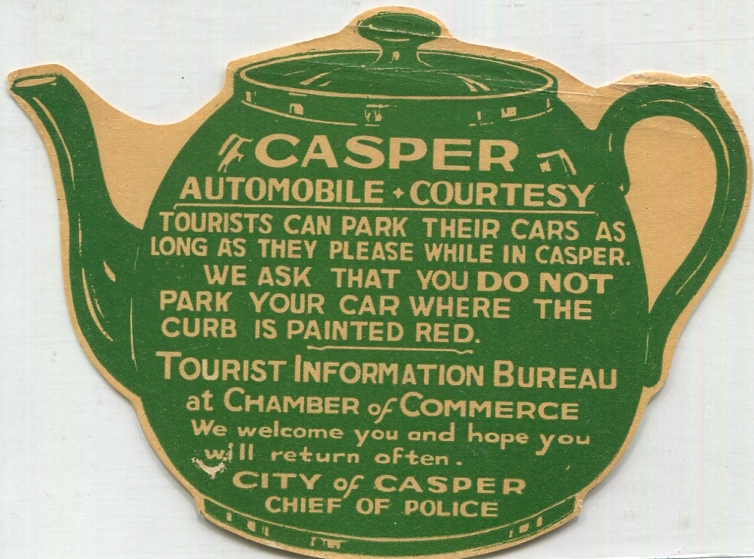 CASPER
AUTOMOBILE + COURTESY
TOURISTS CAN PARK THEIR CARS AS
LONG AS THEY PLEASE WHILE IN CASPER.
WE ASK THAT YOU DO NOT
PARK YOUR CAR WHERE THE
CURB IS PAINTED RED.
TOURIST INFORMATION BUREAU
at CHAMBER of COMMERCE
We welcome you and hope you
will return often.
CITY of CASPER
CHIEF OF POLICE